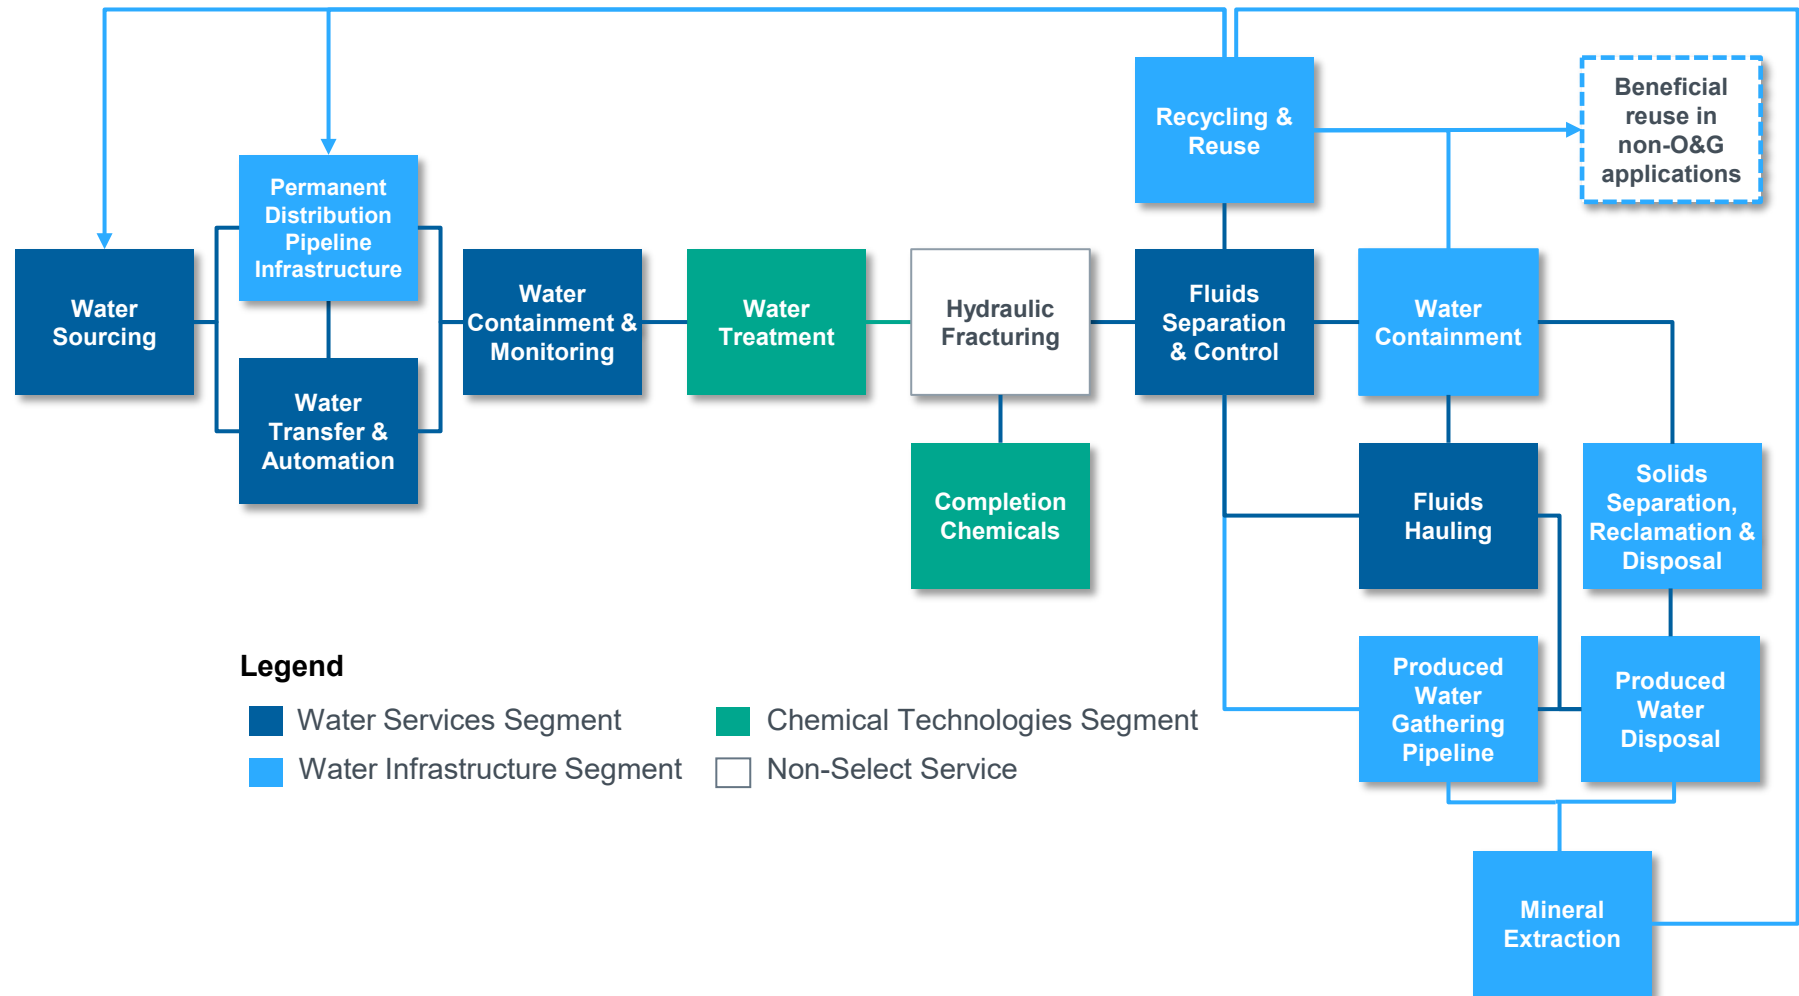 Recycling &
Reuse
Beneficial
reuse in
non-O&G
applications
Permanent
Distribution
Pipeline
Infrastructure
Water
Sourcing
Water
Transfer &
Automation
Water
Containment &
Monitoring
Water
Treatment
Hydraulic
Fracturing
Completion
Chemicals
Fluids
Separation
& Control
Water
Containment
Fluids
Hauling
Solids
Separation,
Reclamation &
Disposal
Produced
Water
Gathering
Pipeline
Produced
Water
Disposal
Mineral
Extraction
Legend
Water Services Segment
Chemical Technologies Segment
Water Infrastructure Segment
Non-Select Service